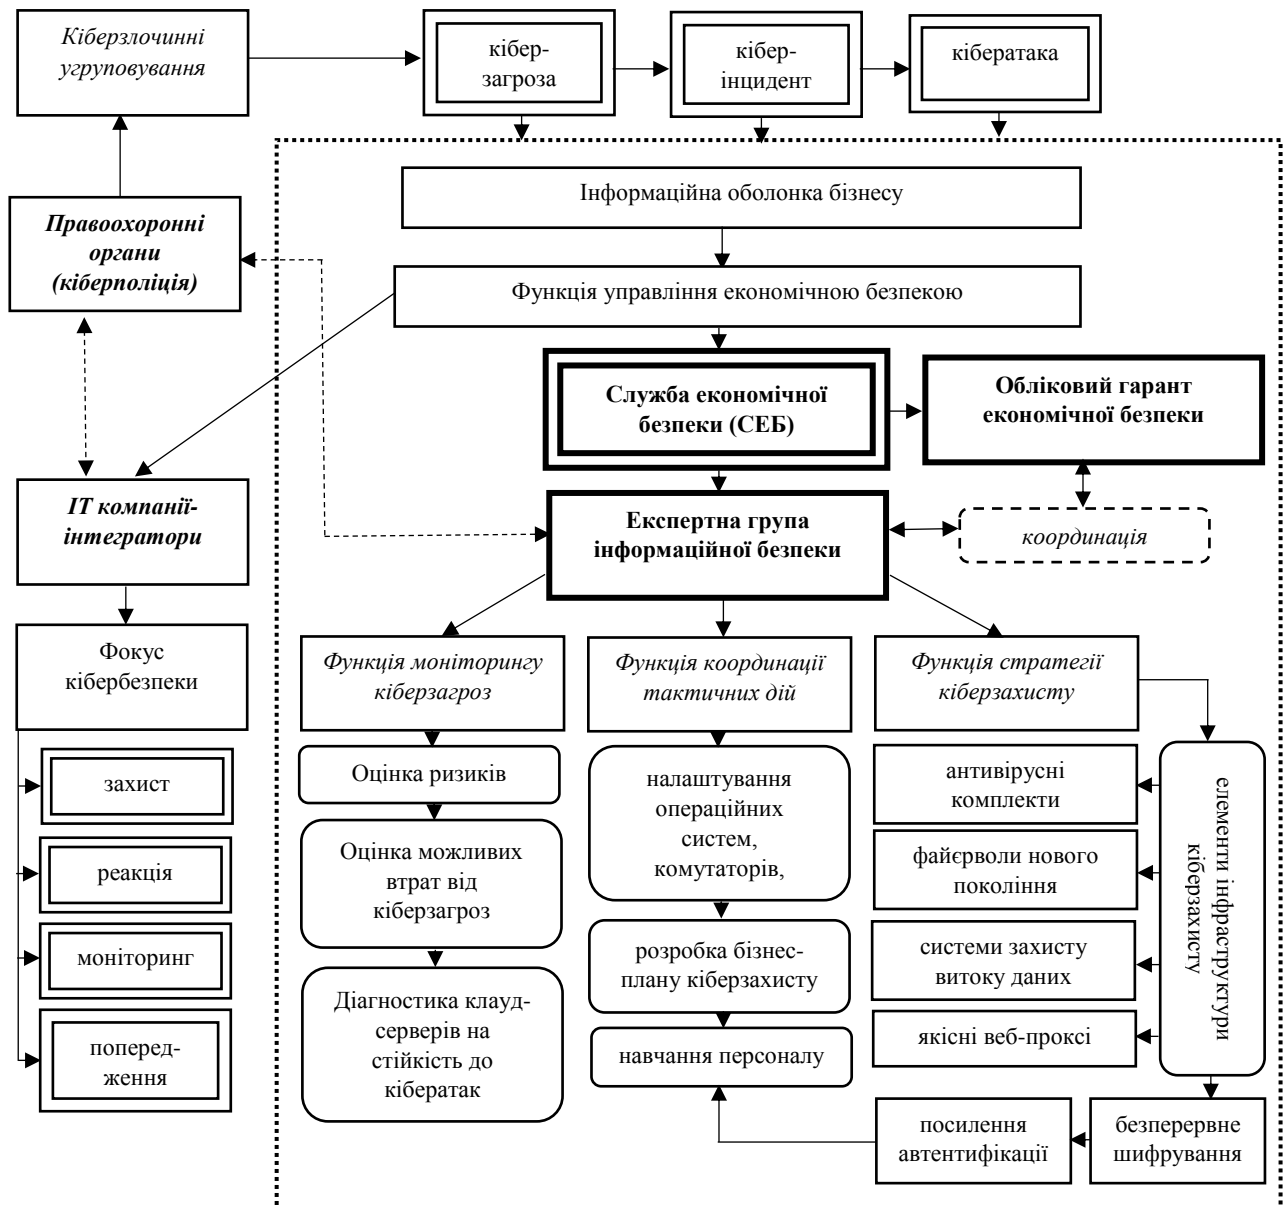 Кіберзлочинні
угруповування
кібер-
загроза
кібер-
інцидент
кібератака
Інформаційна оболонка бізнесу
Правоохоронні
органи
(кіберполіція)
Функція управління економічною безпекою
Служба економічної
безпеки (СЕБ)
Обліковий гарант
економічної безпеки
ІТ компанії-
інтегратори
Експертна група
інформаційної безпеки
координація
Фокус
кібербезпеки
захист
реакція
моніторинг
поперед-
ження
Функція моніторингу
кіберзагроз
Оцінка ризиків
Оцінка можливих
втрат від
кіберзагроз
Діагностика клауд-
серверів на
стійкість до
кібератак
Функція координації
тактичних дій
налаштування
операційних
систем,
комутаторів,
розробка бізнес-
плану кіберзахисту
навчання персоналу
Функція стратегії
кіберзахисту
антивірусні
комплекти
файєрволи нового
покоління
системи захисту
витоку даних
якісні веб-проксі
елементи інфраструктури
кіберзахисту
посилення
автентифікації
безперервне
шифрування